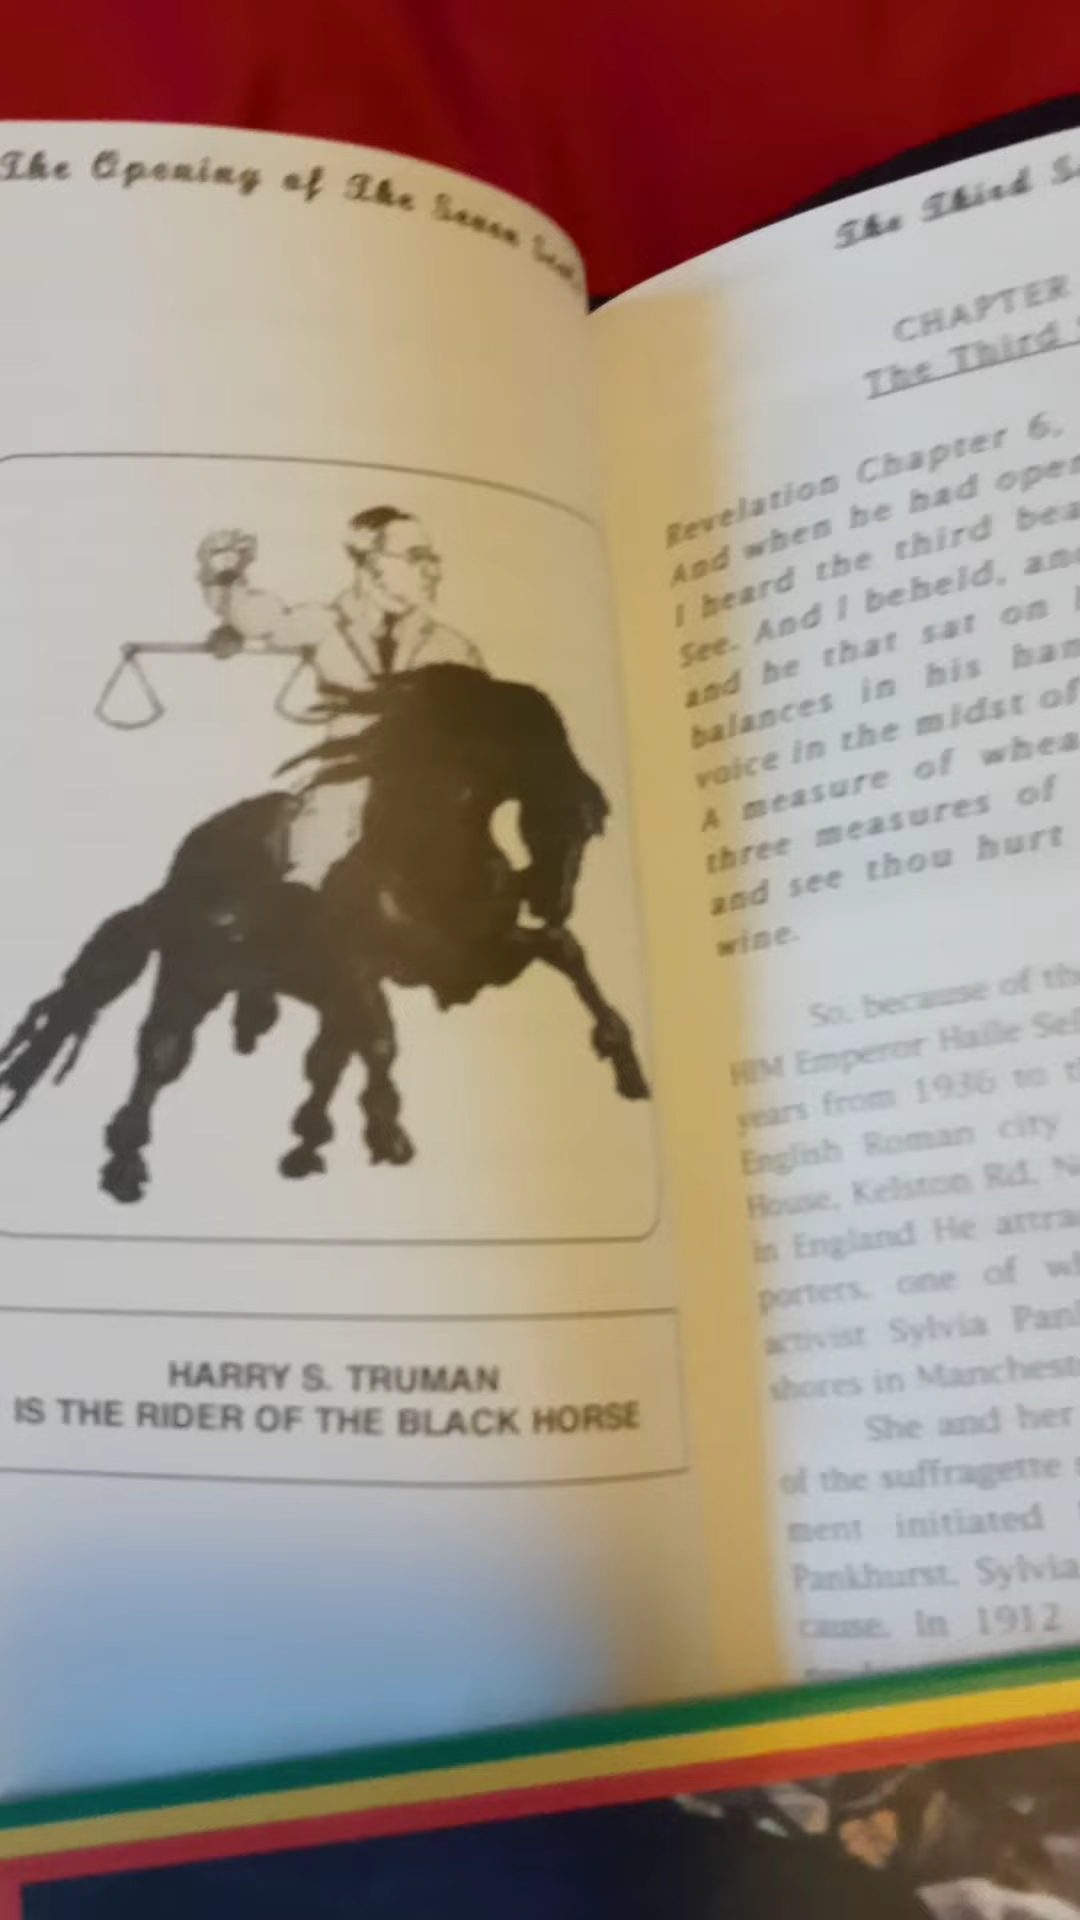 The Opening of The Seven
HARRY S. TRUMAN
IS THE RIDER OF THE BLACK HORSE
The Third
CHAPTER
The Third
Revelation Chapter 6,
And when he had open
I heard the third bea
See. And I beheld, an
and he that sat on
balances in his han
voice in the midst of
A measure of whea
three measures of
and see thou hurt
wine.
So, because of th
HIM Emperor Haile Sel
years from 1936 to t
English Roman city
House, Kelston Rd, N
in England He attra
porters, one of wh
activist Sylvia Pank
shores in Manchest
She and her
of the suffragette
ment initiated
Pankhurst. Sylvia
cause. In 1912